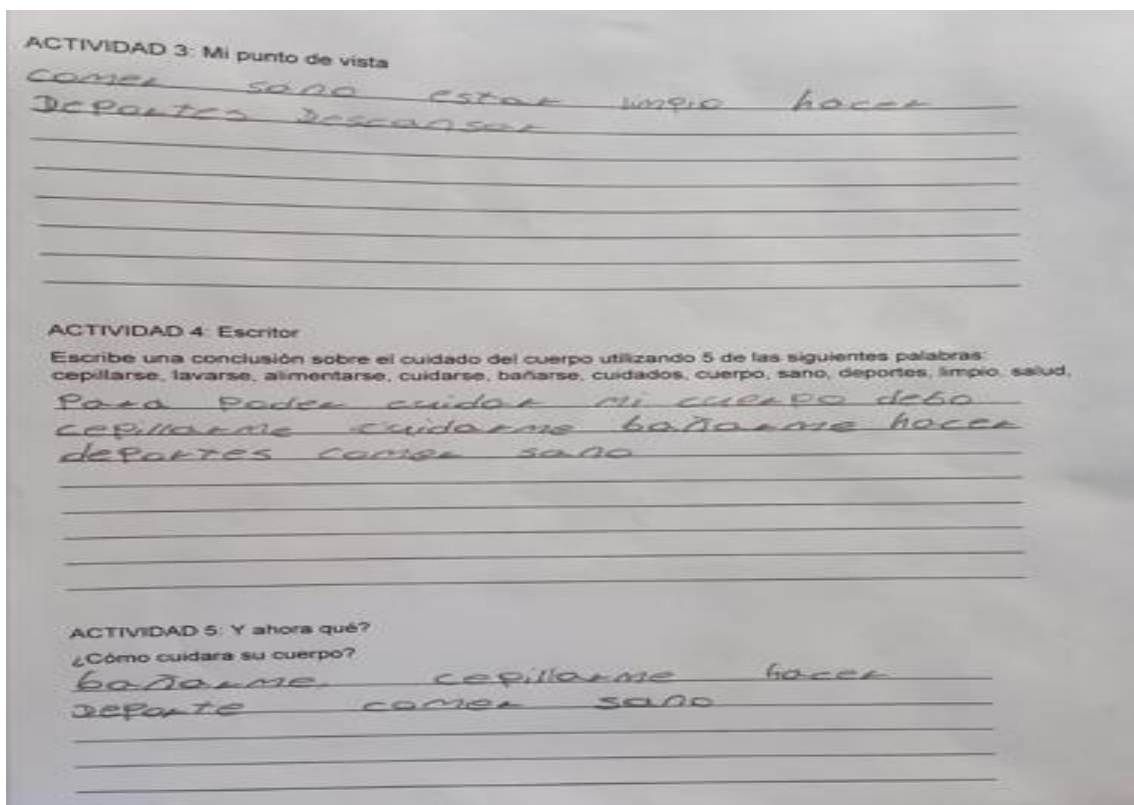 ACTIVIDAD 3: Mi punto de vista
comer sano estar limpio hacer
Deportes Descansar
ACTIVIDAD 4: Escritor
Escribe una conclusión sobre el cuidado del cuerpo utilizando 5 de las siguientes palabras:
cepillarse, lavarse, alimentarse, cuidarse, bañarse, cuidados, cuerpo, sano, deportes, limpio, salud,
Para Poder cuidar mi cuerpo debo
cepillarme cuidarme bañarme hacer
deportes comer sano
ACTIVIDAD 5: Y ahora qué?
¿Cómo cuidara su cuerpo?
bañarme cepillarme hacer
Deporte comer sano